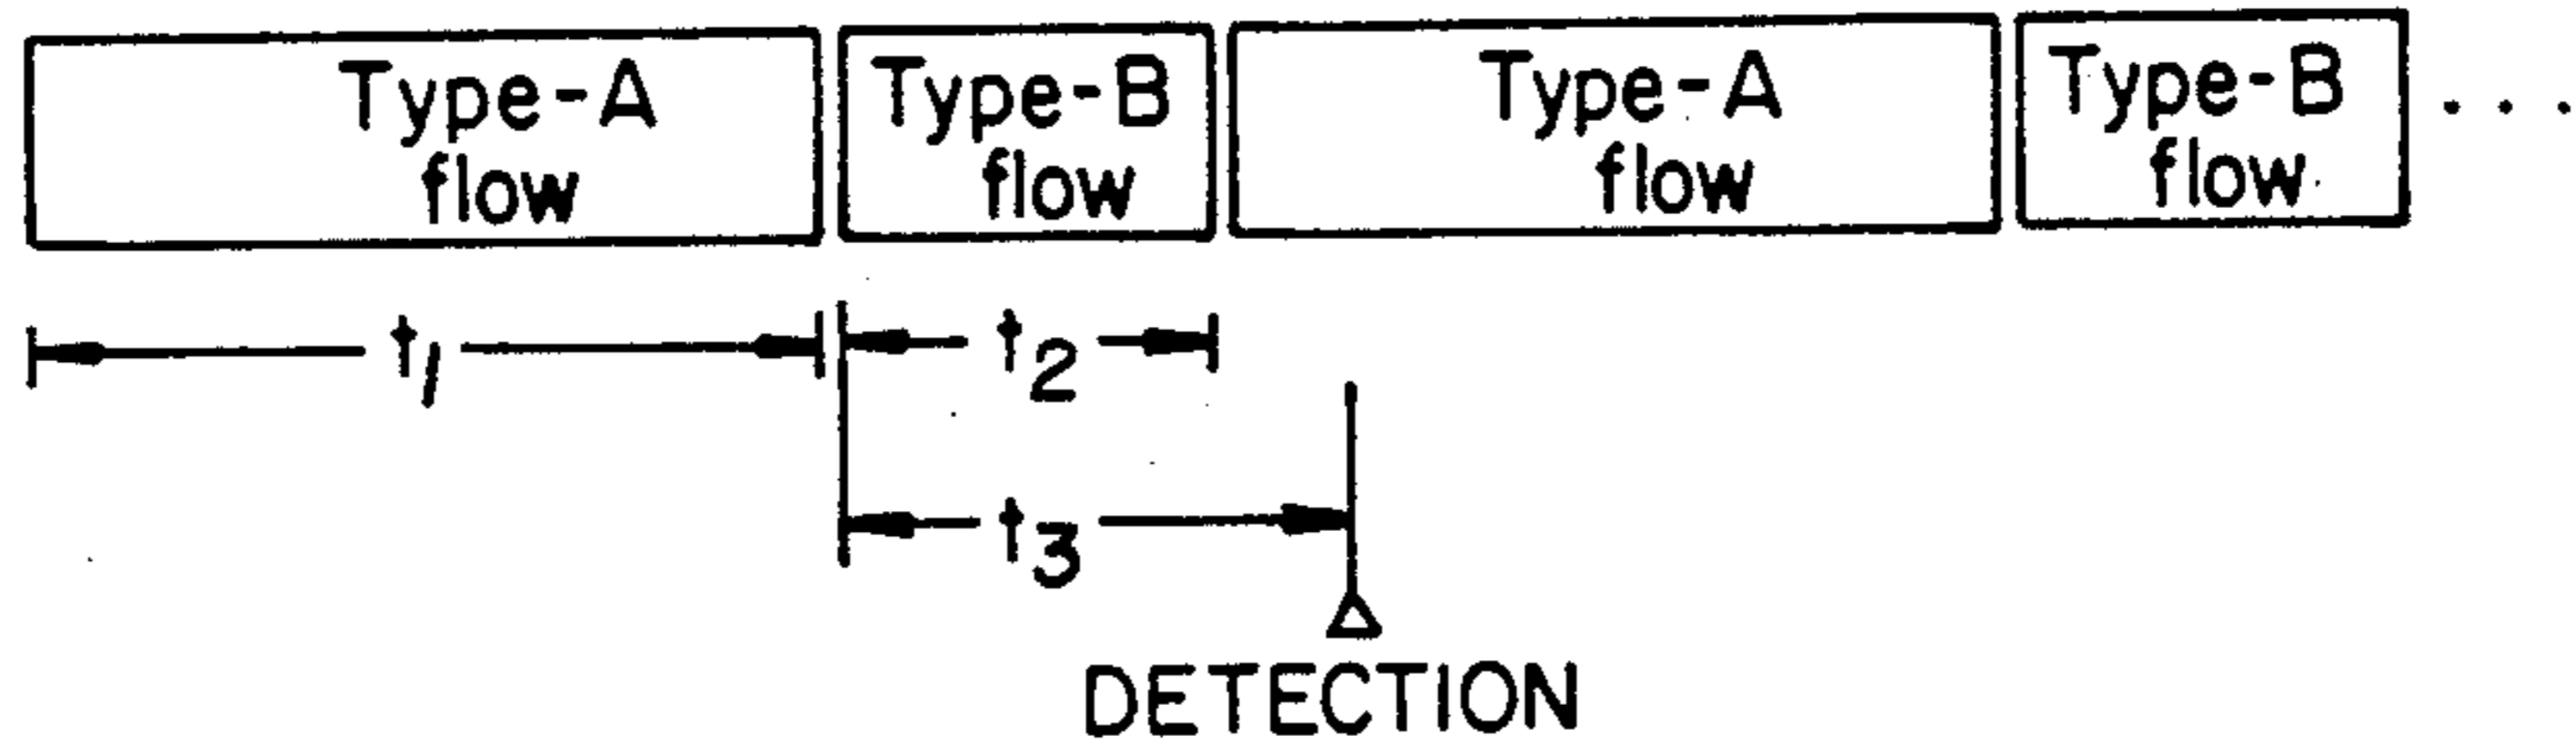 Type-A
flow
Type-B
flow
Type-A
flow
Type-B
flow
. . .
t1
t2
t3
DETECTION